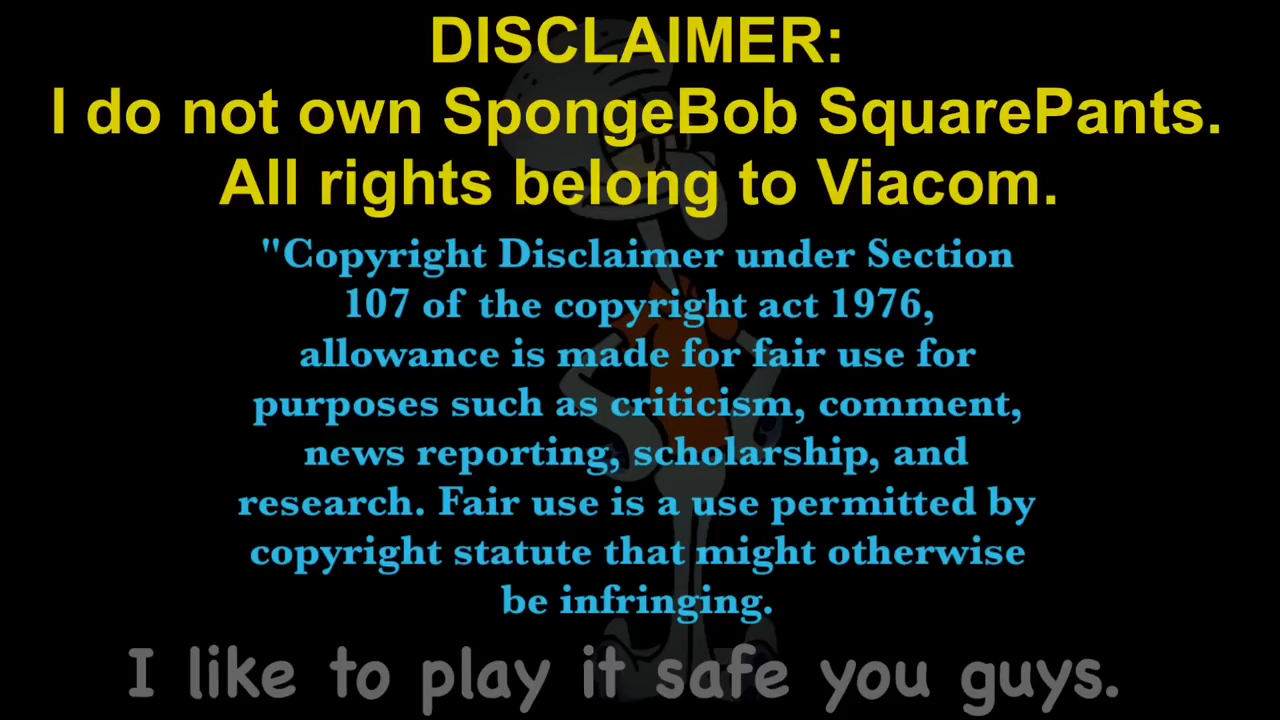 DISCLAIMER:
I do not own SpongeBob SquarePants.
All rights belong to Viacom.
"Copyright Disclaimer under Section
107 of the copyright act 1976,
allowance is made for fair use for
purposes such as criticism, comment,
news reporting, scholarship, and
research. Fair use is a use permitted by
copyright statute that might otherwise
be infringing.
I like to play it safe you guys.